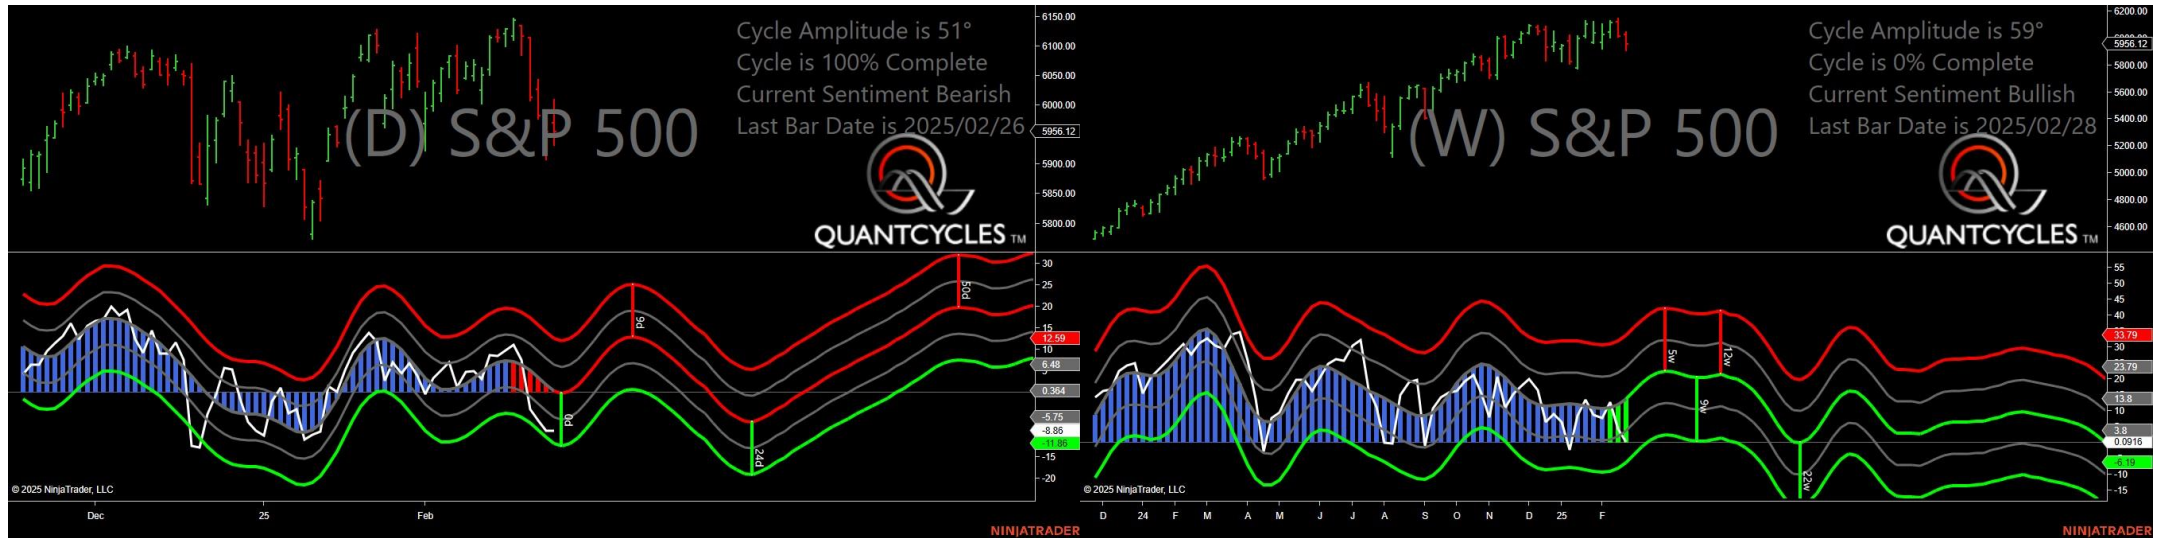 Cycle Amplitude is 51°
Cycle is 100% Complete
Current Sentiment Bearish
Last Bar Date is 2025/02/26
(D) S&P 500
QUANTCYCLES TM
6150.00
6100.00
6050.00
6000.00
5956.12
5900.00
5850.00
5800.00
30
25
20
15
12.59
10
6.48
0.364
-5.75
-8.86
-11.86
-15
-20
0d
9d
24d
50d
© 2025 NinjaTrader, LLC
Dec
25
Feb
NINJATRADER
Cycle Amplitude is 59°
Cycle is 0% Complete
Current Sentiment Bullish
Last Bar Date is 2025/02/28
(W) S&P 500
QUANTCYCLES TM
6200.00
5956.12
5800.00
5600.00
5400.00
5200.00
5000.00
4800.00
4600.00
55
50
45
40
33.79
30
23.79
20
13.8
10
3.8
0.0916
-6.19
-10
-15
5w
9w
12w
22w
© 2025 NinjaTrader, LLC
D 24 F M A M J J A S O N D 25 F
NINJATRADER